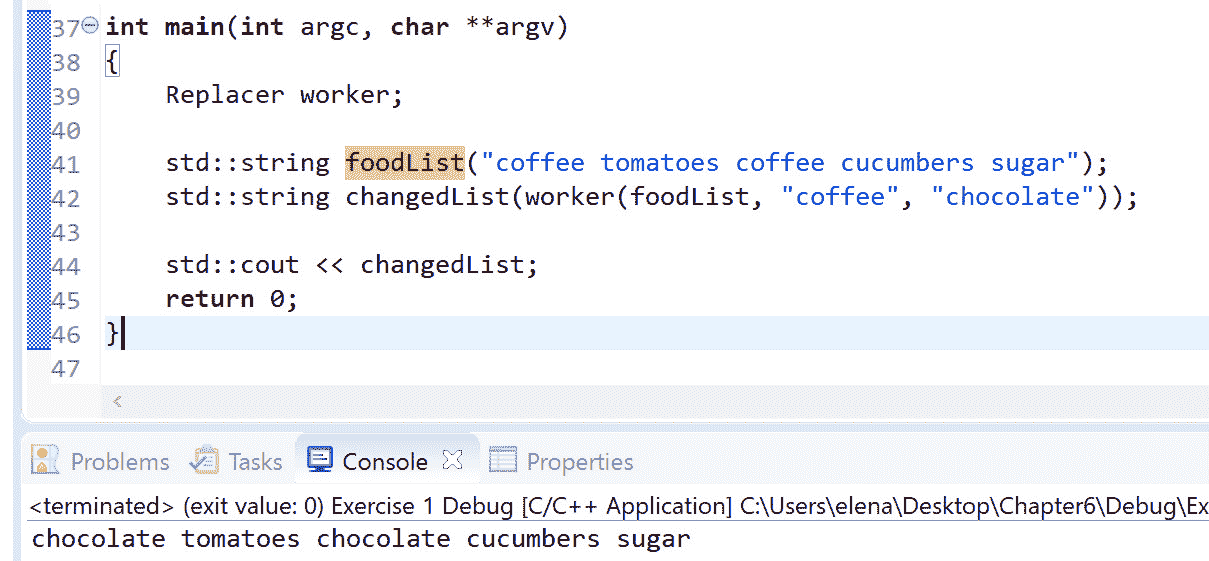 37 int main(int argc, char **argv)
38 {
39 Replacer worker;
40
41 std::string foodList("coffee tomatoes coffee cucumbers sugar");
42 std::string changedList(worker(foodList, "coffee", "chocolate"));
43
44 std::cout << changedList;
45 return 0;
46 }
47
Problems Tasks Console Properties
<terminated> (exit value: 0) Exercise 1 Debug [C/C++ Application] C:\Users\elena\Desktop\Chapter6\Debug\Ex
chocolate tomatoes chocolate cucumbers sugar